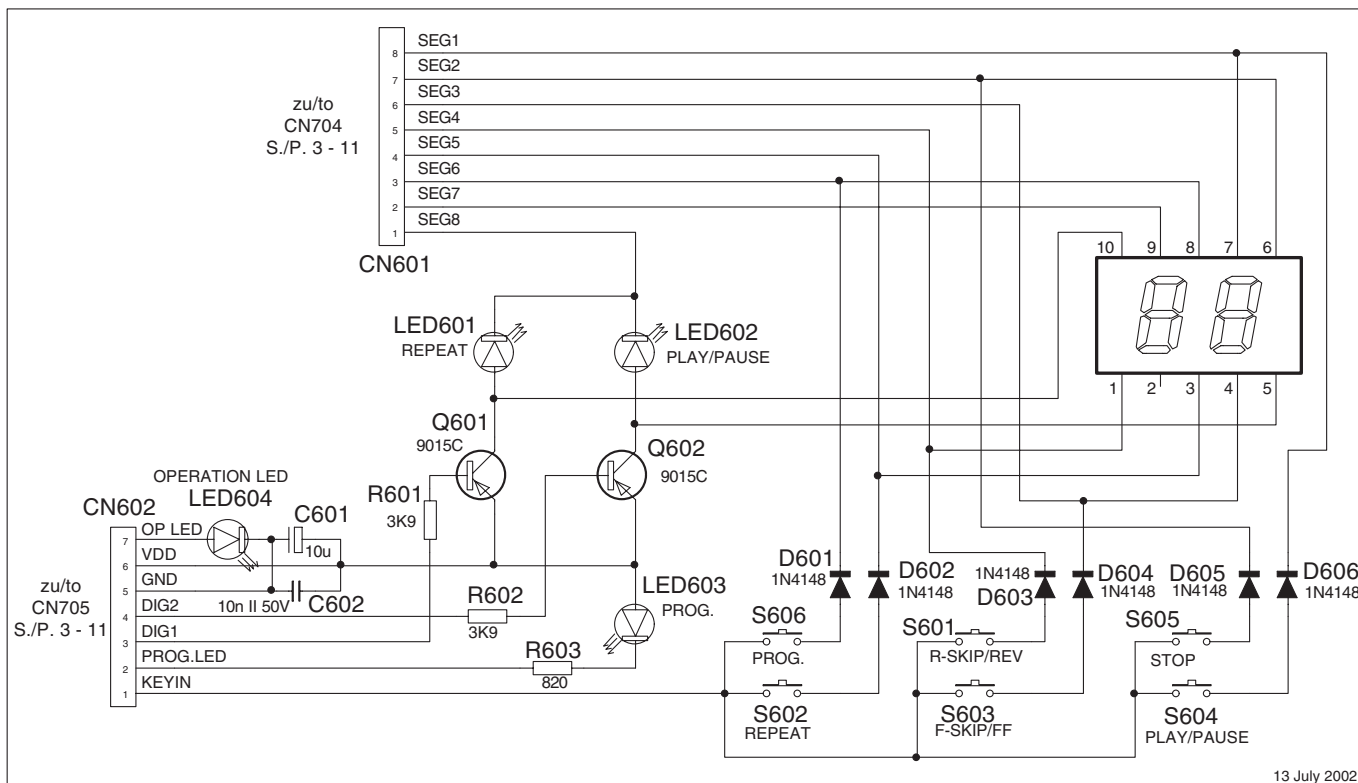 SEG1
8
SEG2
7
SEG3
6
SEG4
5
SEG5
4
SEG6
3
SEG7
2
SEG8
1
zu/to
CN704
S./P. 3 - 11
CN601
10 9 8 7 6
1 2 3 4 5
LED601
REPEAT
LED602
PLAY/PAUSE
Q601
9015C
Q602
9015C
OPERATION LED
LED604
R601
3K9
CN602
C601
10u
OP LED
7
VDD
6
GND
5
DIG2
4
DIG1
3
PROG.LED
2
KEYIN
1
zu/to
CN705
S./P. 3 - 11
10n II 50V
C602
R602
3K9
LED603
PROG.
R603
820
D601
1N4148
D602
1N4148
1N4148
D603
D604
1N4148
D605
1N4148
D606
1N4148
S606
PROG.
S601
R-SKIP/REV
S605
STOP
S602
REPEAT
S603
F-SKIP/FF
S604
PLAY/PAUSE
13 July 2002